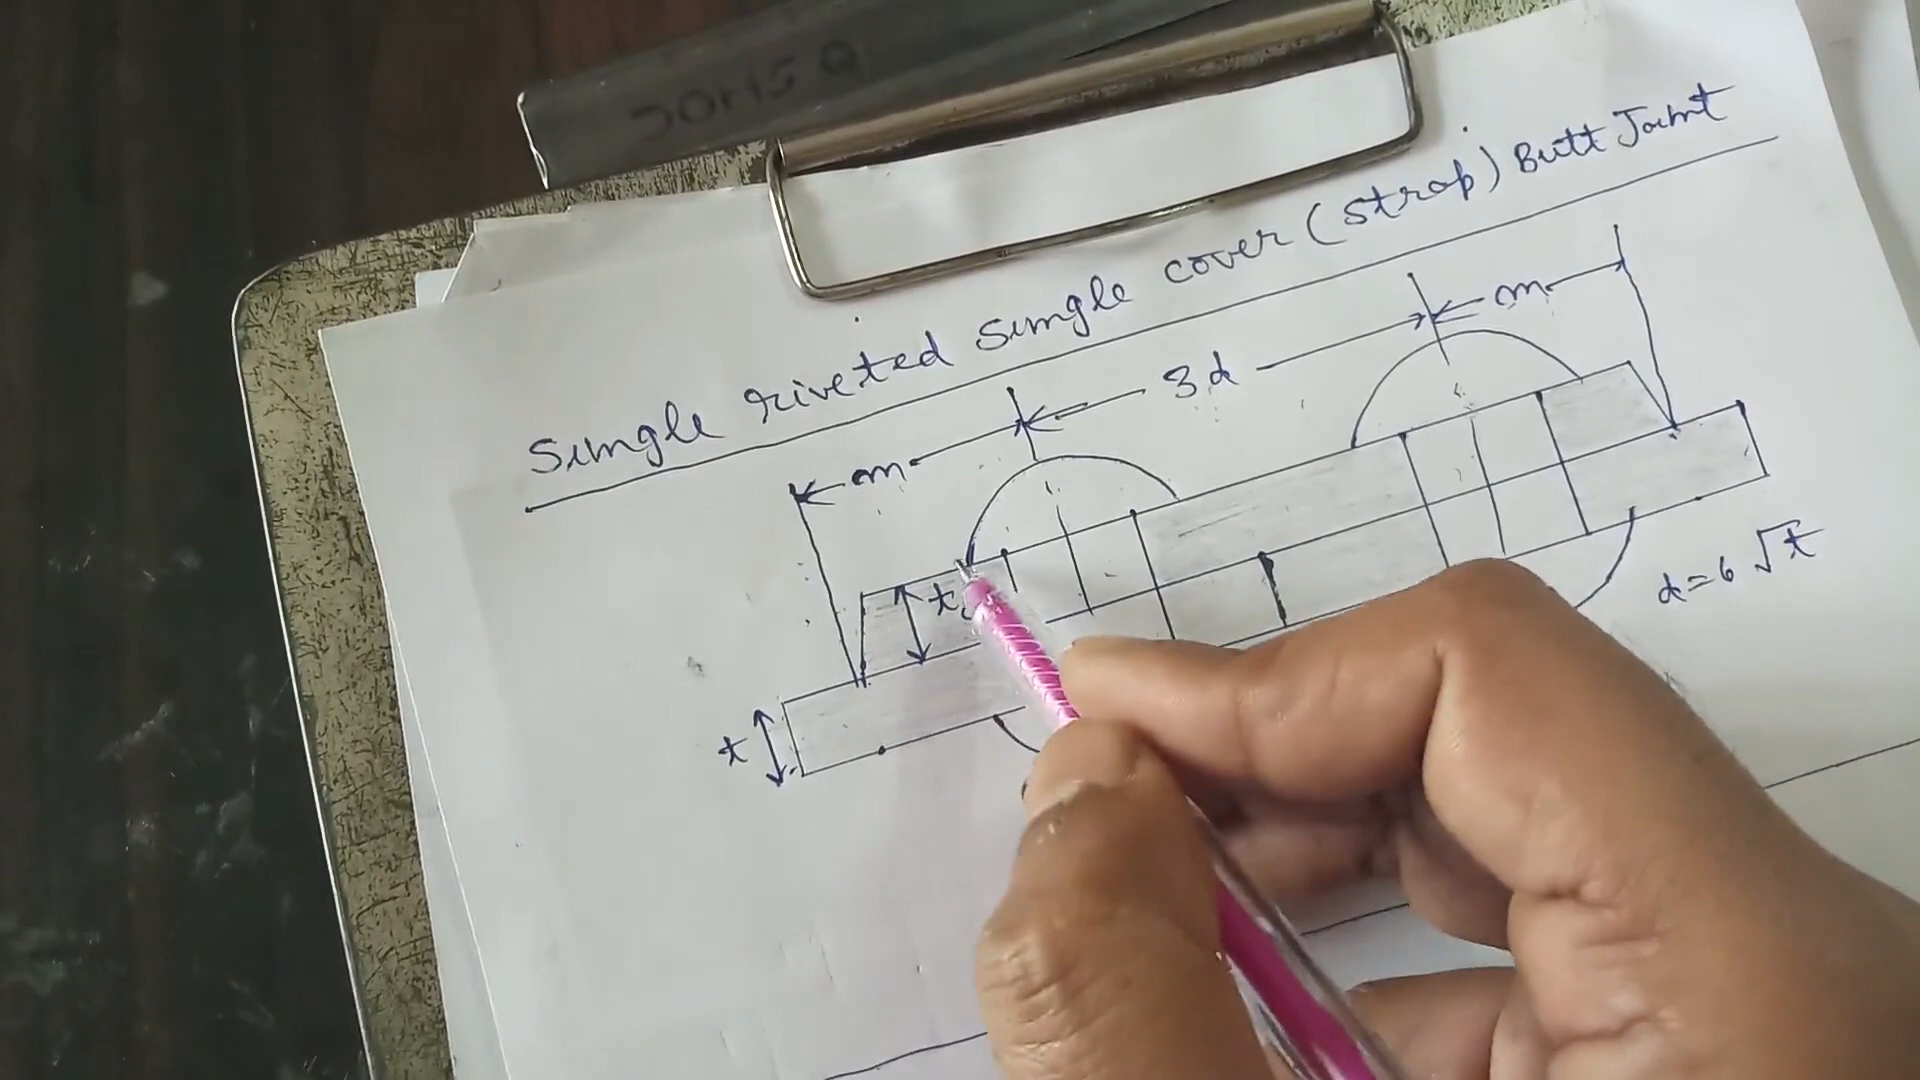 Single riveted single cover (strap) Butt Joint
m 3d m
t
t
d=6√t